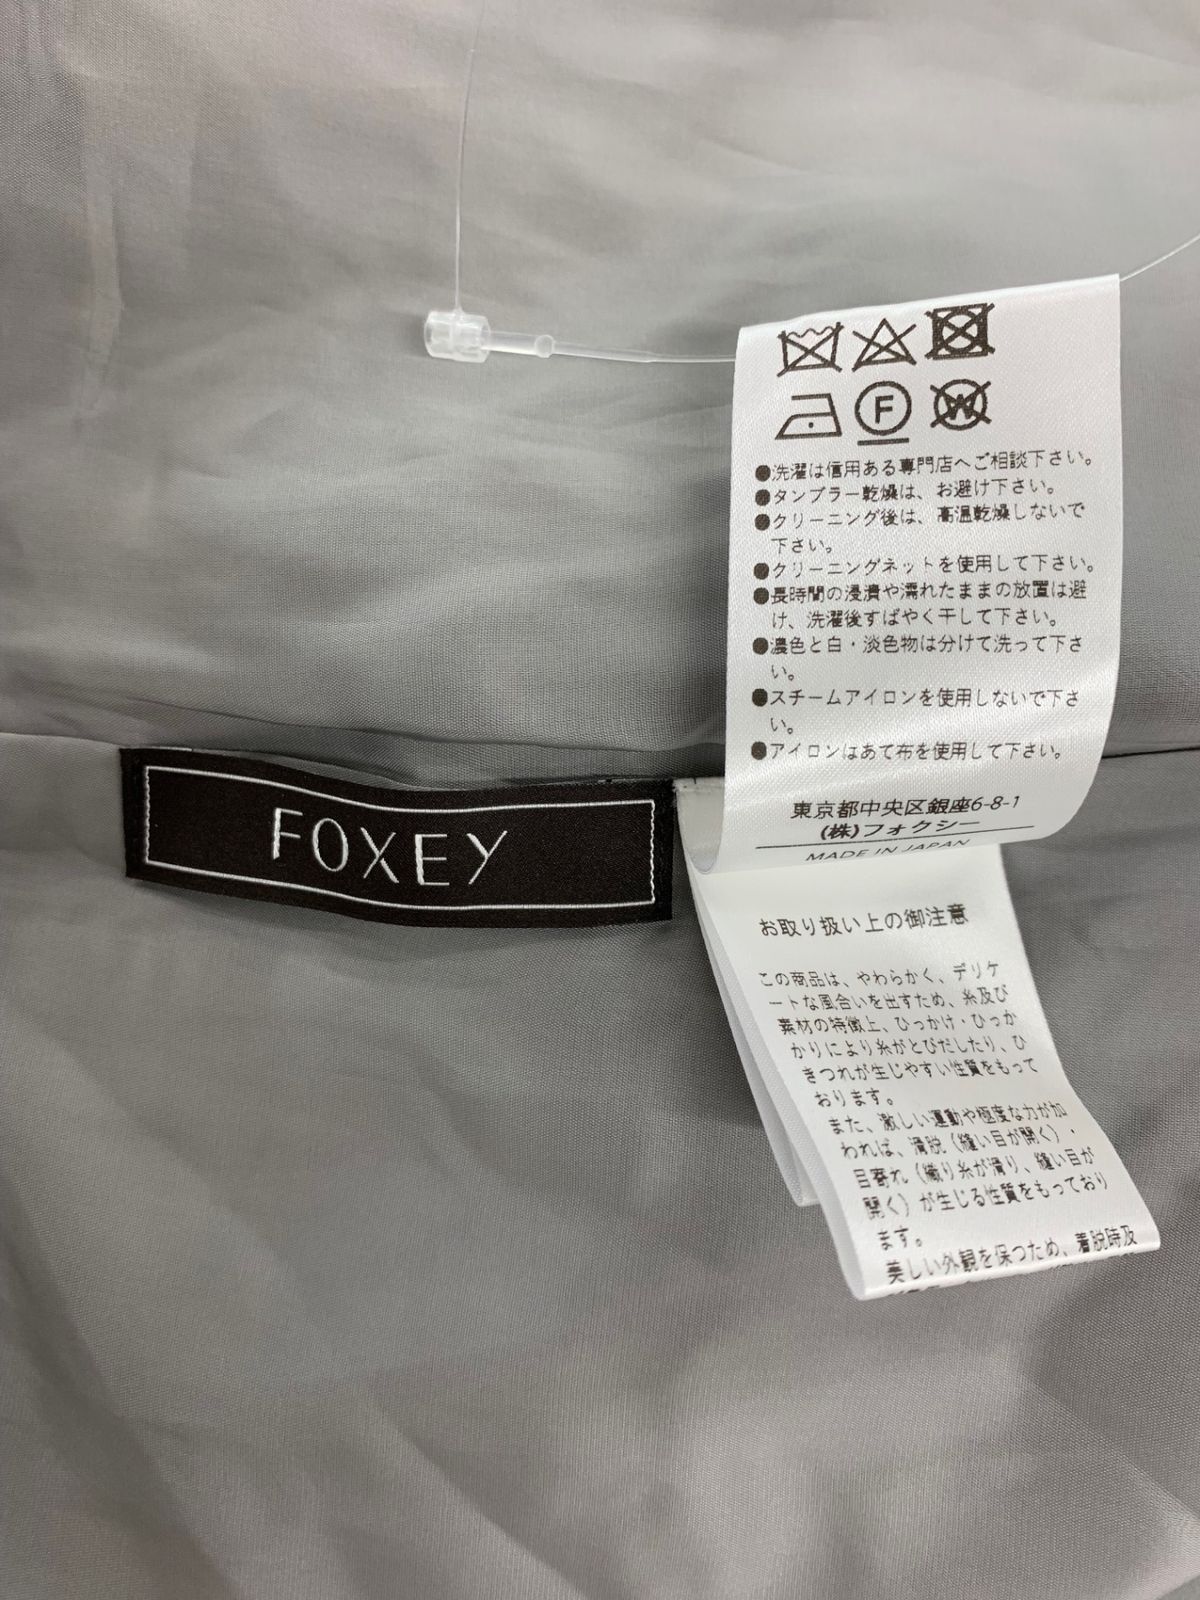 FOXEY
F
W
●洗濯は信用ある専門店へご相談下さい。
●タンブラー乾燥は、お避け下さい。
●クリーニング後は、高温乾燥しないで
下さい。
●クリーニングネットを使用して下さい。
●長時間の浸漬や濡れたままの放置は避
け、洗濯後すばやく干して下さい。
●濃色と白・淡色物は分けて洗って下さ
い。
●スチームアイロンを使用しないで下さ
い。
●アイロンはあて布を使用して下さい。
東京都中央区銀座6-8-1
(株)フォクシー
MADE IN JAPAN
お取り扱い上の御注意
この商品は、やわらかく、デリケ
ートな風合いを出すため、糸及び
素材の特徴上、ひっかけ・ひっか
かりにより糸がとびだしたり、ひ
きつれが生じやすい性質をもって
おります。
また、激しい運動や極度な力が加
われば、滑脱（縫い目が開く）・
目寄れ（織り糸が滑り、縫い目が
開く）が生じる性質をもっており
ます。
美しい外観を保つため、着脱時及